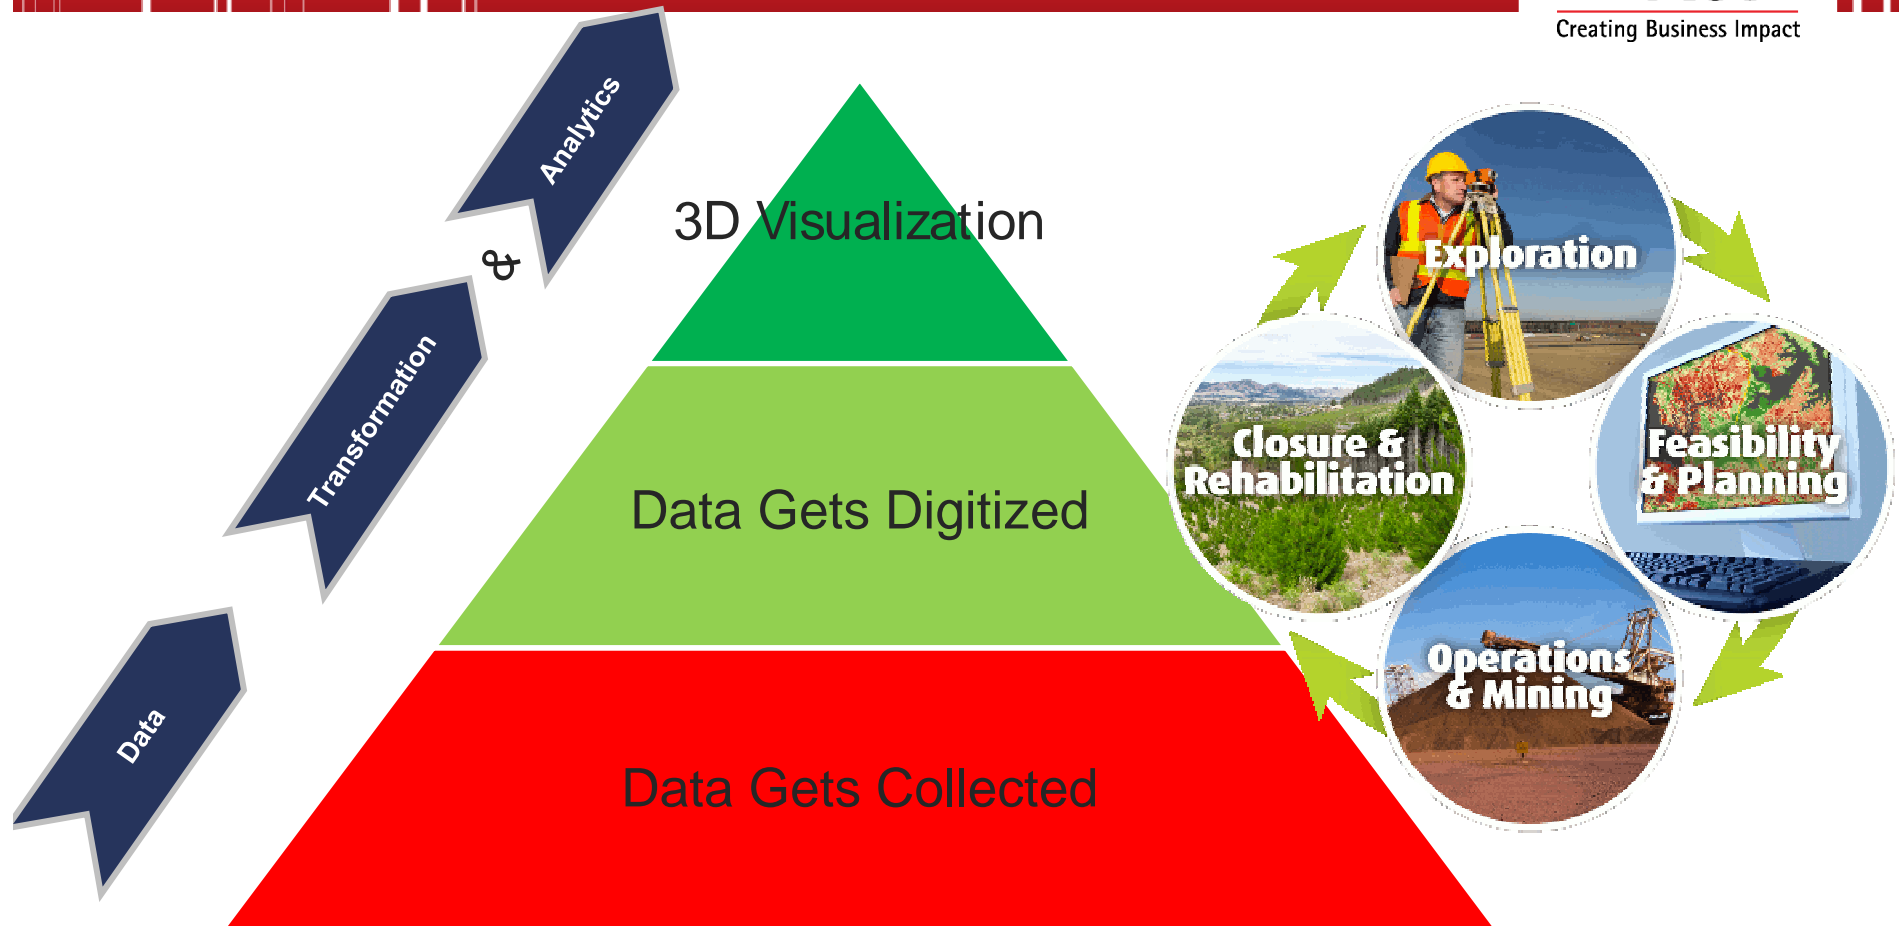 Creating Business Impact
Analytics
&
Transformation
Data
3D Visualization
Data Gets Digitized
Data Gets Collected
Exploration
Feasibility
& Planning
Operations
& Mining
Closure &
Rehabilitation